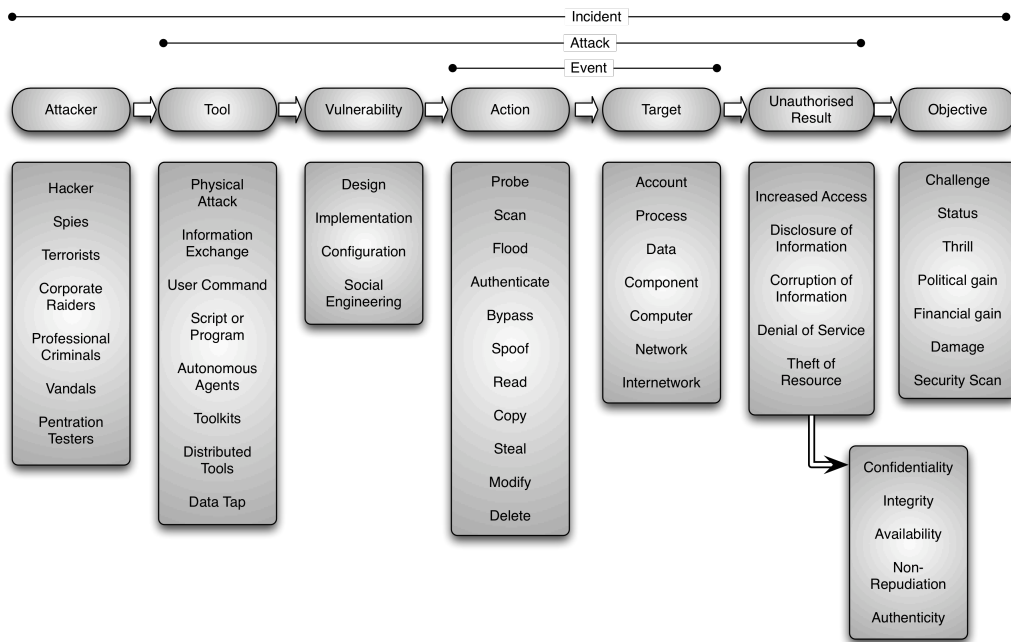 Incident
Attack
Event
Attacker
Tool
Vulnerability
Action
Target
Unauthorised
Result
Objective
Hacker
Spies
Terrorists
Corporate
Raiders
Professional
Criminals
Vandals
Pentration
Testers
Physical
Attack
Information
Exchange
User Command
Script or
Program
Autonomous
Agents
Toolkits
Distributed
Tools
Data Tap
Design
Implementation
Configuration
Social
Engineering
Probe
Scan
Flood
Authenticate
Bypass
Spoof
Read
Copy
Steal
Modify
Delete
Account
Process
Data
Component
Computer
Network
Internetwork
Increased Access
Disclosure of
Information
Corruption of
Information
Denial of Service
Theft of
Resource
Challenge
Status
Thrill
Political gain
Financial gain
Damage
Security Scan
Confidentiality
Integrity
Availability
Non-
Repudiation
Authenticity